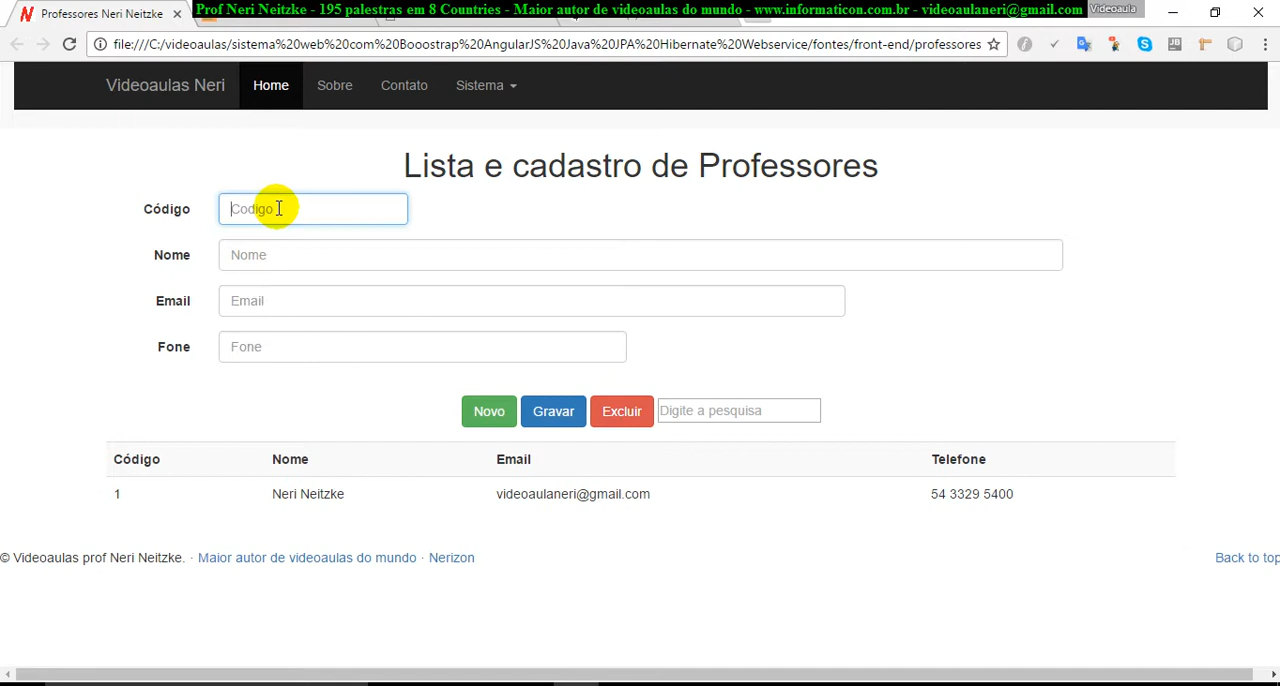 Professores Neri Neitzke
Prof Neri Neitzke - 195 palestras em 8 Countries - Maior autor de videoaulas do mundo - www.informaticon.com.br - videoaulaneri@gmail.com
Videoaula
file:///C:/videoaulas/sistema%20web%20com%20Booostrap%20AngularJS%20Java%20JPA%20Hibernate%20Webservice/fontes/front-end/professores
Videoaulas Neri Home Sobre Contato Sistema
Lista e cadastro de Professores
Código Codigo
Nome Nome
Email Email
Fone Fone
Novo Gravar Excluir Digite a pesquisa
Código Nome Email Telefone
1 Neri Neitzke videoaulaneri@gmail.com 54 3329 5400
© Videoaulas prof Neri Neitzke. · Maior autor de videoaulas do mundo · Nerizon Back to top